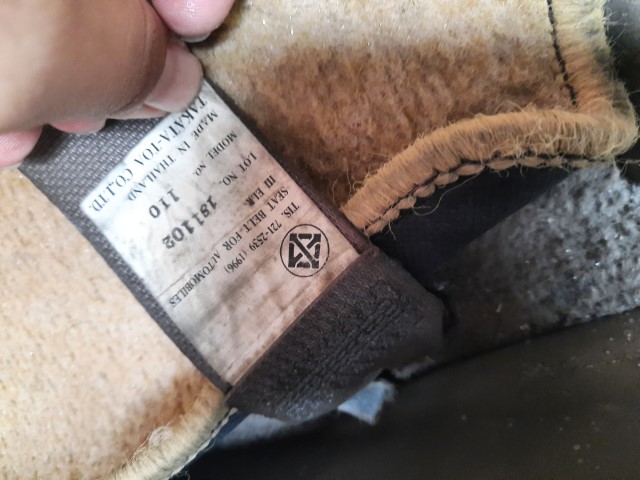 TIS. 721-2539 (1996)
SEAT BELT FOR AUTOMOBILES
III ELR
LOT NO. 181102
MODEL NO. 110
MADE IN THAILAND
TAKATA-TOA CO.,LTD